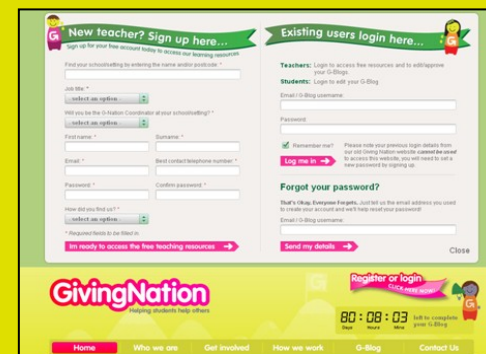 New teacher? Sign up here...
Sign up for your free account today to access our learning resources
Find your school/setting by entering the name and/or postcode: *
Job title: *
-- select an option --
Will you be the G-Nation Coordinator at your school/setting? *
-- select an option --
First name: *
Surname: *
Email: *
Best contact telephone number: *
Password: *
Confirm password: *
How did you find us? *
-- select an option --
* Required fields to be filled in.
Im ready to access the free teaching resources
Existing users login here...
Teachers: Login to access free resources and to edit/approve
your G-Blogs.
Students: Login to edit your G-Blog.
Email / G-Blog username:
Password:
Remember me?
Please note your previous login details from
our old Giving Nation website cannot be used
to access this website, you will need to set a
new password by signing up.
Log me in
Forgot your password?
That's Okay. Everyone Forgets. Just tell us the email address you used
to create your account and we'll help reset your password!
Email / G-Blog username:
Send my details
Close
GivingNation
Helping students help others
Register or login
CLICK HERE NOW!
80 : 08 : 03
Days Hours Mins
left to complete
your G-Blog
Home
Who we are
Get involved
How we work
G-Blog
Contact Us